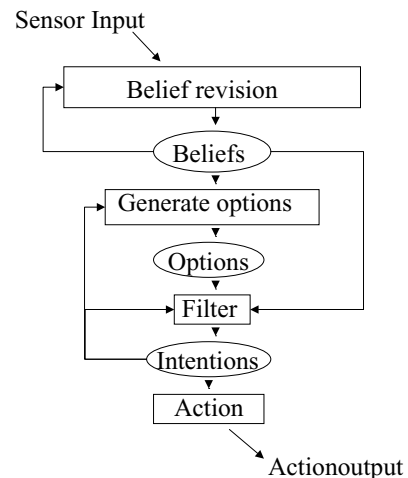 Sensor Input
Belief revision
Beliefs
Generate options
Options
Filter
Intentions
Action
Actionoutput